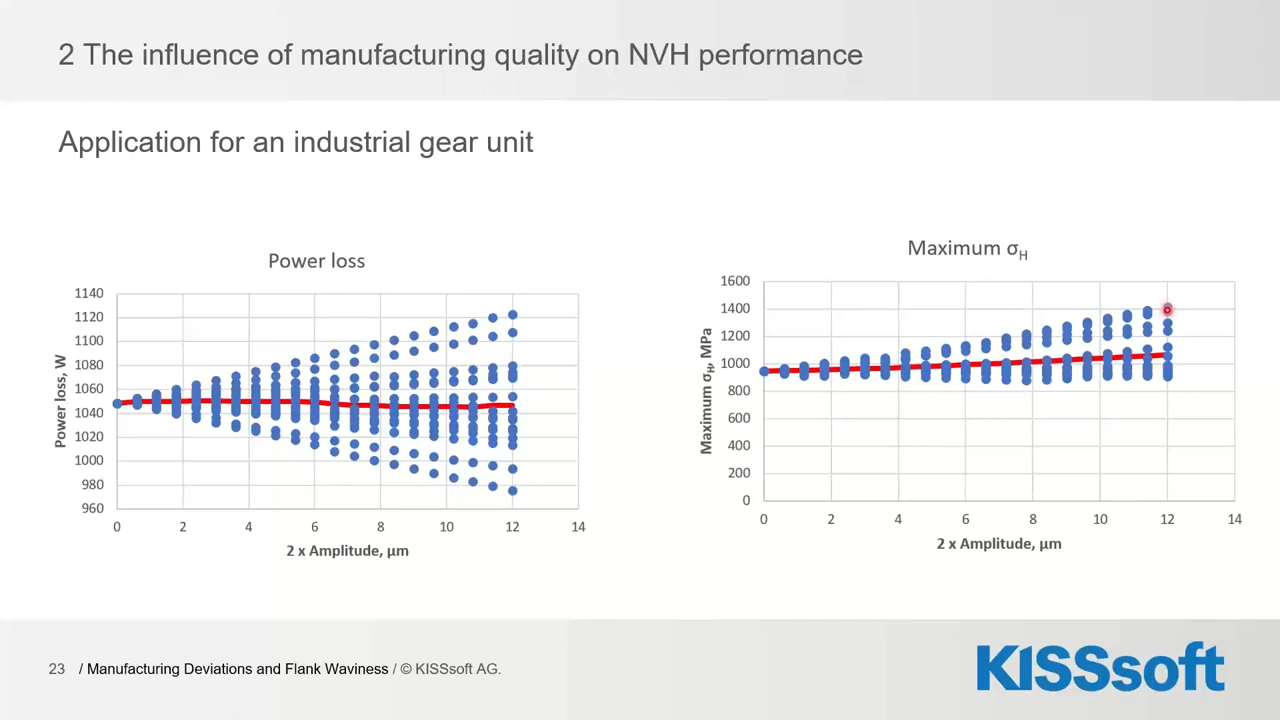 2 The influence of manufacturing quality on NVH performance
Application for an industrial gear unit
Power loss
1140
1120
1100
1080
1060
1040
1020
1000
980
960
Power loss, W
0 2 4 6 8 10 12 14
2 x Amplitude, µm
Maximum σH
1600
1400
1200
1000
800
600
400
200
0
Maximum σH, MPa
0 2 4 6 8 10 12 14
2 x Amplitude, µm
23 / Manufacturing Deviations and Flank Waviness / © KISSsoft AG.
KISSsoft